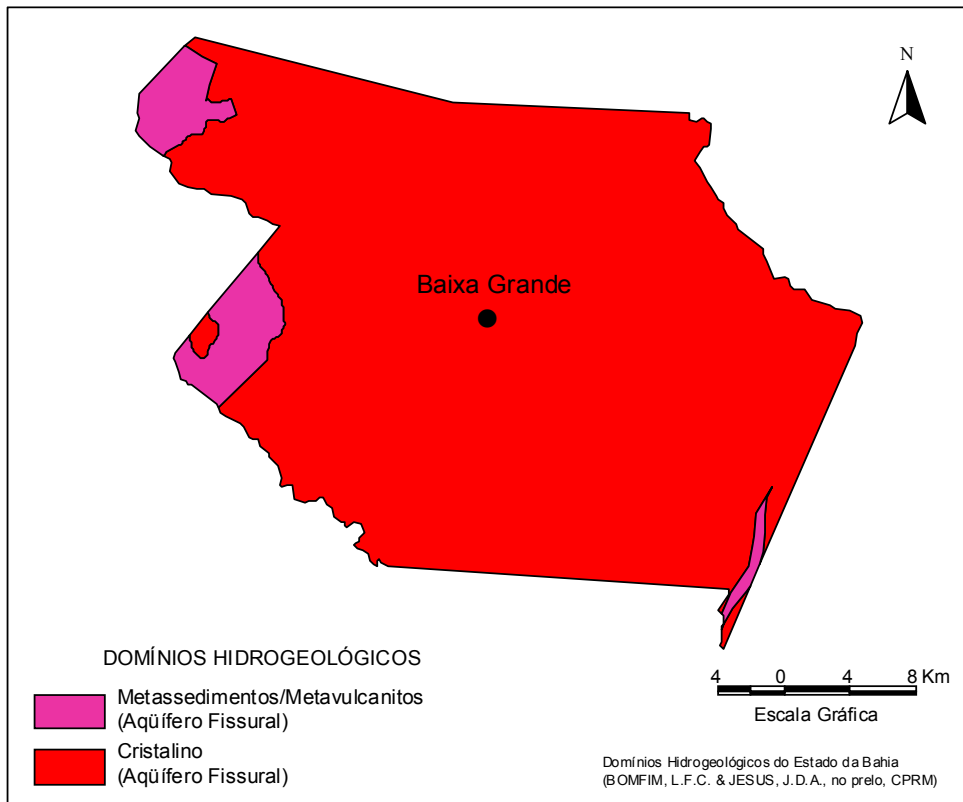 N
Baixa Grande
DOMÍNIOS HIDROGEOLÓGICOS
Metassedimentos/Metavulcanitos
(Aqüífero Fissural)
Cristalino
(Aqüífero Fissural)
4 0 4 8 Km
Escala Gráfica
Domínios Hidrogeológicos do Estado da Bahia
(BOMFIM, L.F.C. & JESUS, J.D.A., no prelo, CPRM)